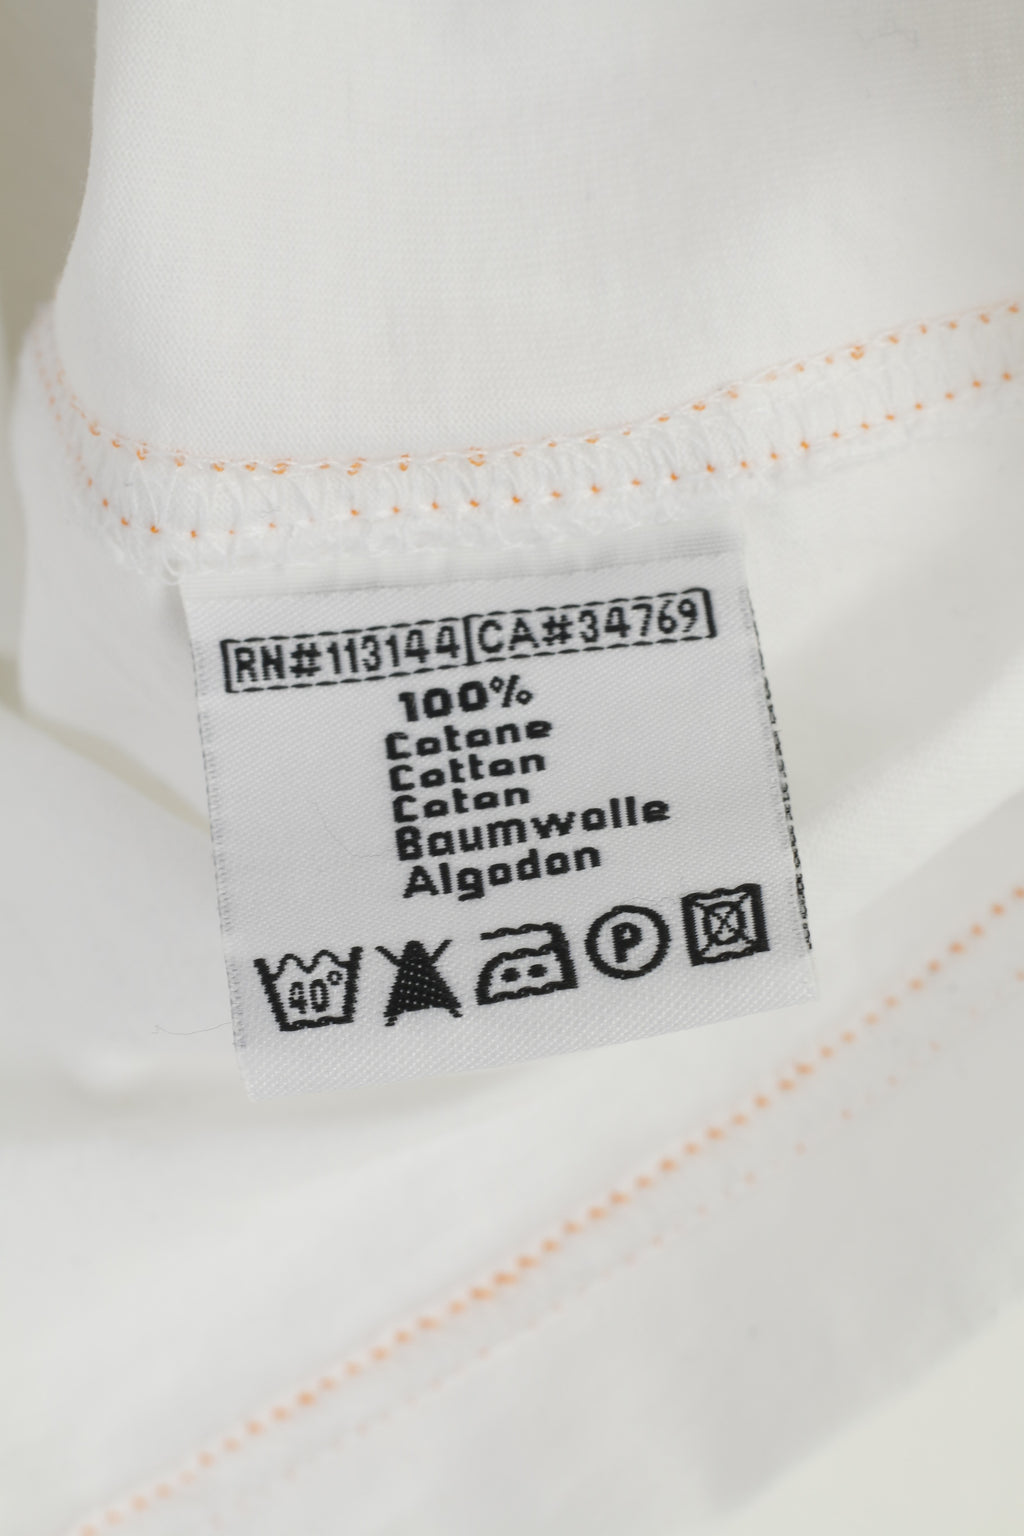 RN#113144 CA#34769
100%
Cotone
Cotton
Coton
Baumwolle
Algodon
40°
P